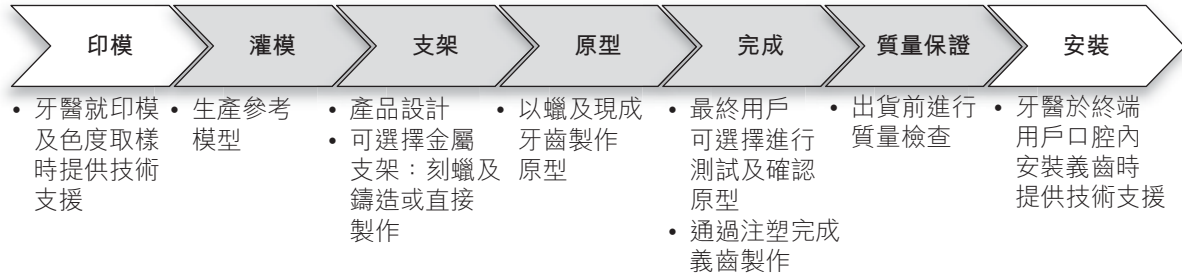 印模
灌模
支架
原型
完成
質量保證
安裝
• 牙醫就印模
及色度取樣
時提供技術
支援
• 生產參考
模型
• 產品設計
• 可選擇金屬
支架：刻蠟及
鑄造或直接
製作
• 以蠟及現成
牙齒製作
原型
• 最終用戶
可選擇進行
測試及確認
原型
• 通過注塑完成
義齒製作
• 出貨前進行
質量檢查
• 牙醫於終端
用戶口腔內
安裝義齒時
提供技術支援